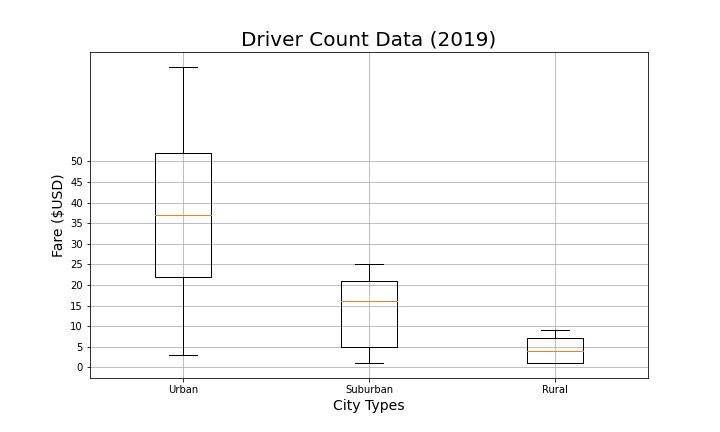 Driver Count Data (2019)
Fare ($USD)
50
45
40
35
30
25
20
15
10
5
0
Urban
Suburban
Rural
City Types